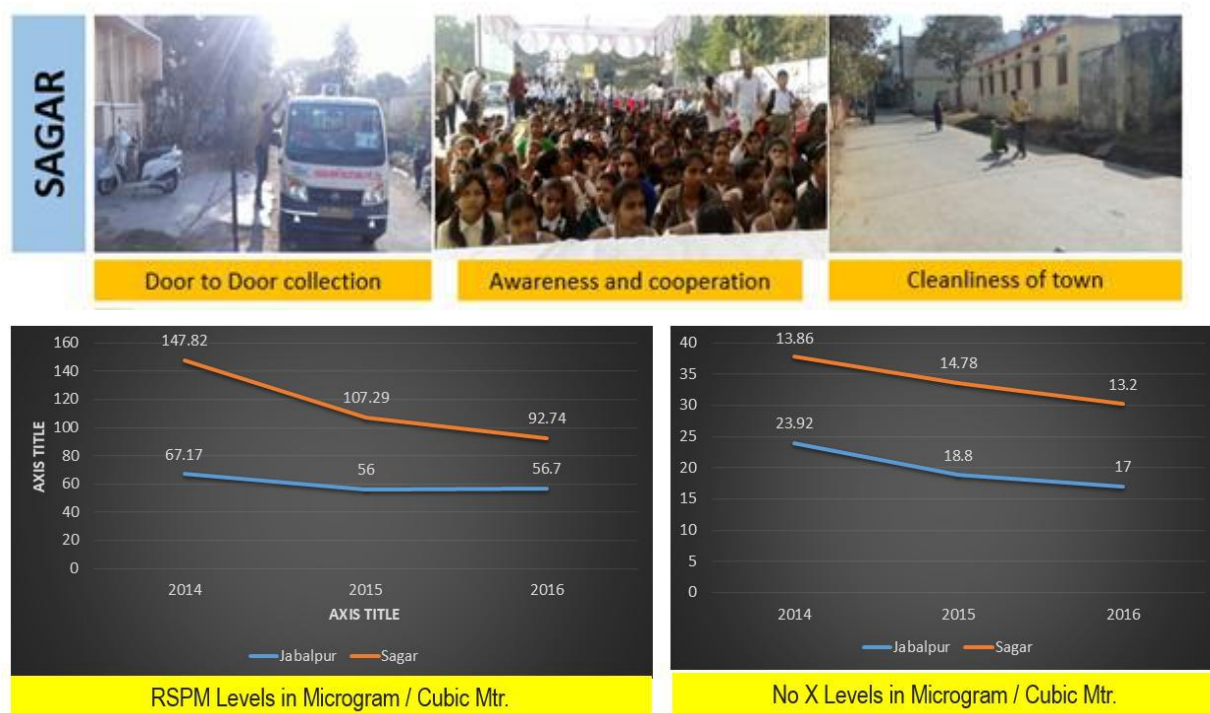 SAGAR
Door to Door collection
Awareness and cooperation
Cleanliness of town
160
140
120
100
80
60
40
20
0
AXIS TITLE
147.82
107.29
92.74
67.17
56
56.7
2014 2015 2016
AXIS TITLE
Jabalpur Sagar
RSPM Levels in Microgram / Cubic Mtr.
40
35
30
25
20
15
10
5
0
13.86
14.78
13.2
23.92
18.8
17
2014 2015 2016
Jabalpur Sagar
No X Levels in Microgram / Cubic Mtr.